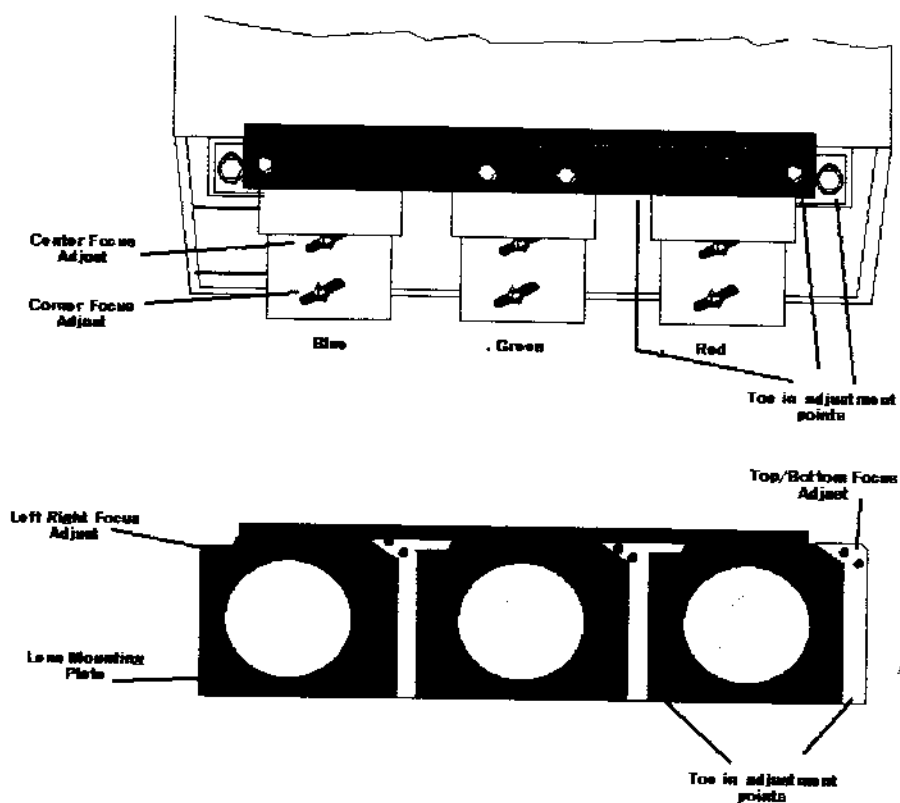 Center Focus
Adjust
Corner Focus
Adjust
Blue
. Green
Red
Toe in adjustment
points
Top/Bottom Focus
Adjust
Left Right Focus
Adjust
Lens Mounting
Plate
Toe in adjustment
points